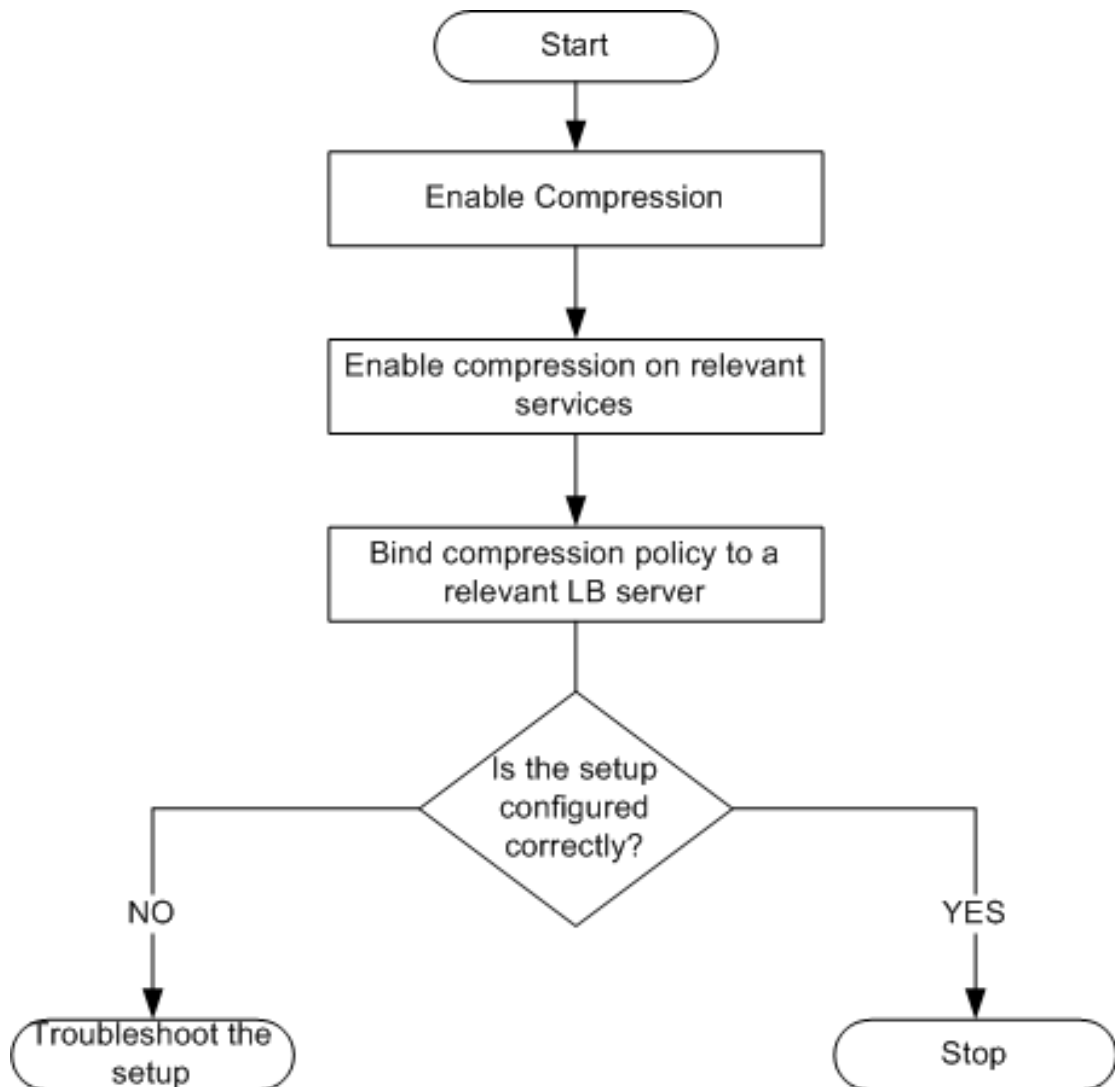 Start
Enable Compression
Enable compression on relevant
services
Bind compression policy to a
relevant LB server
Is the setup
configured
correctly?
NO
YES
Troubleshoot the
setup
Stop